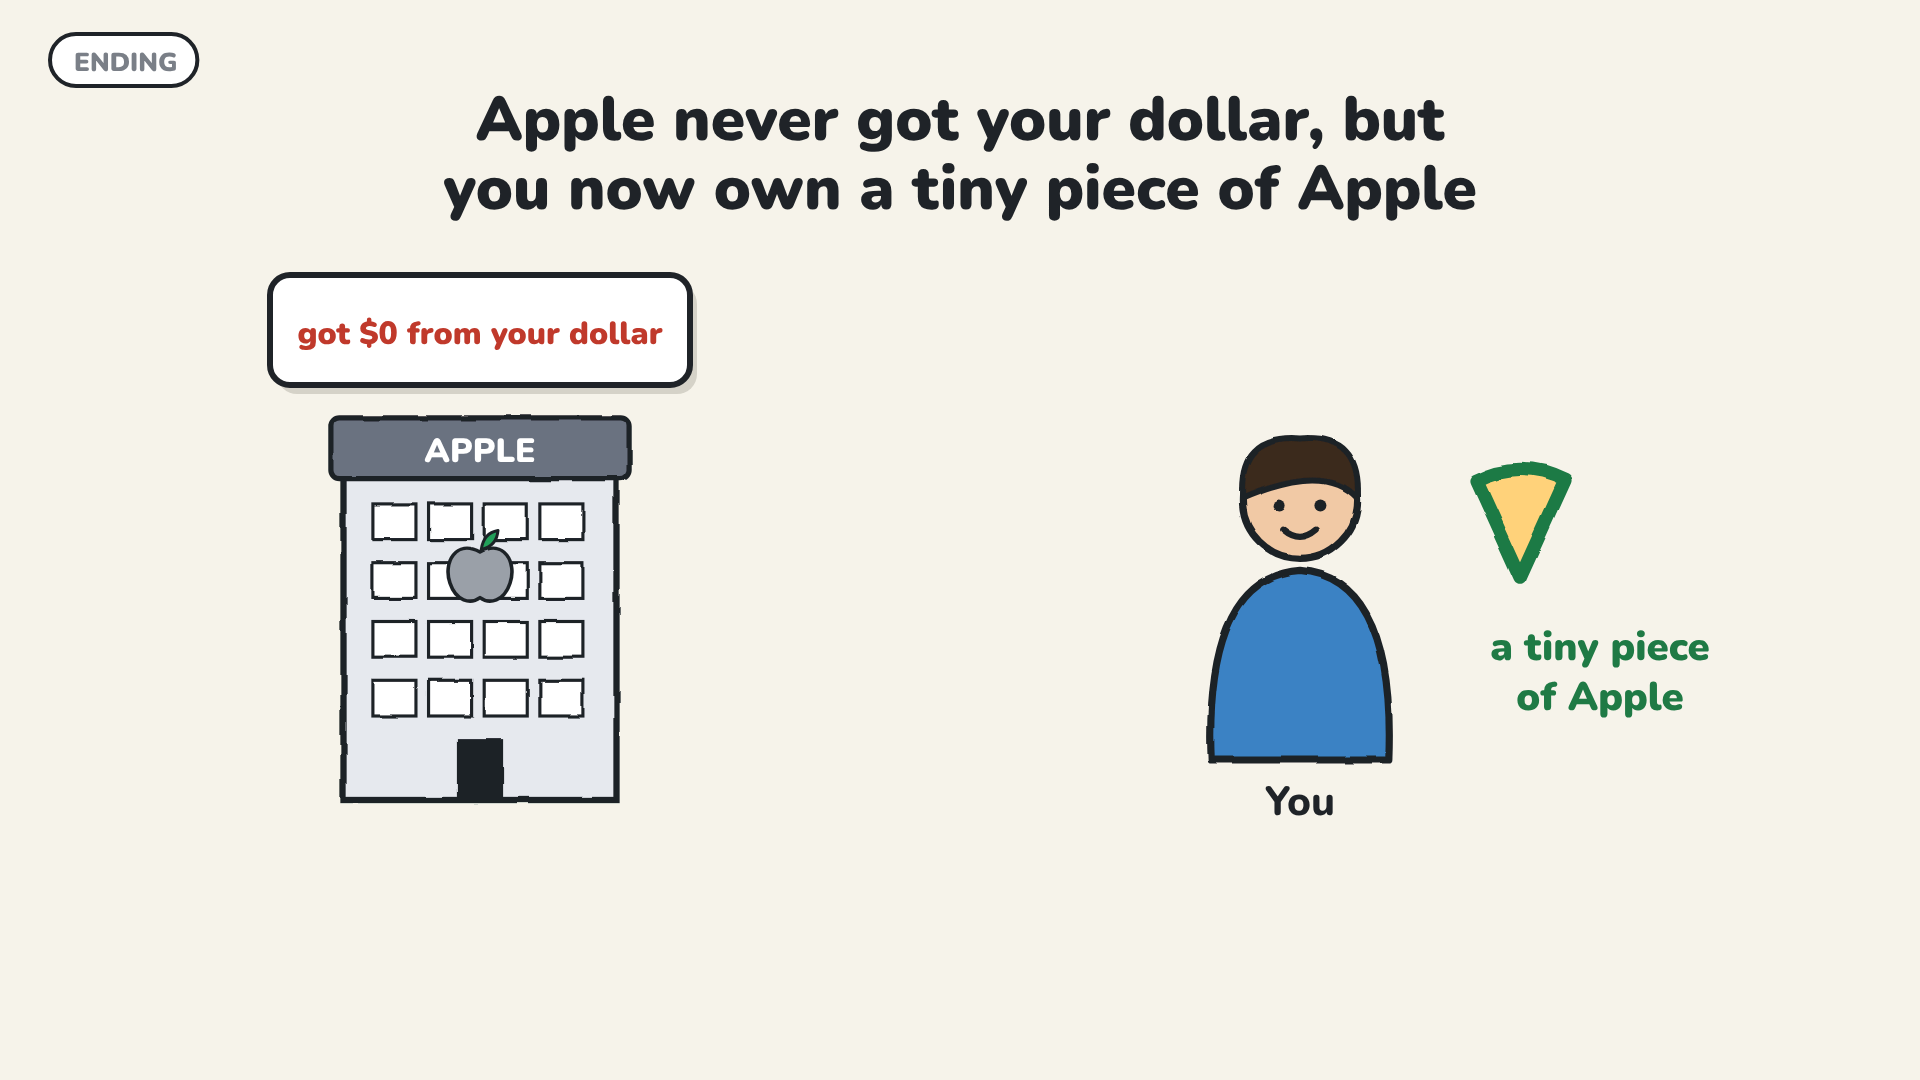 ENDING
Apple never got your dollar, but
you now own a tiny piece of Apple
got $0 from your dollar
APPLE
a tiny piece
of Apple
You